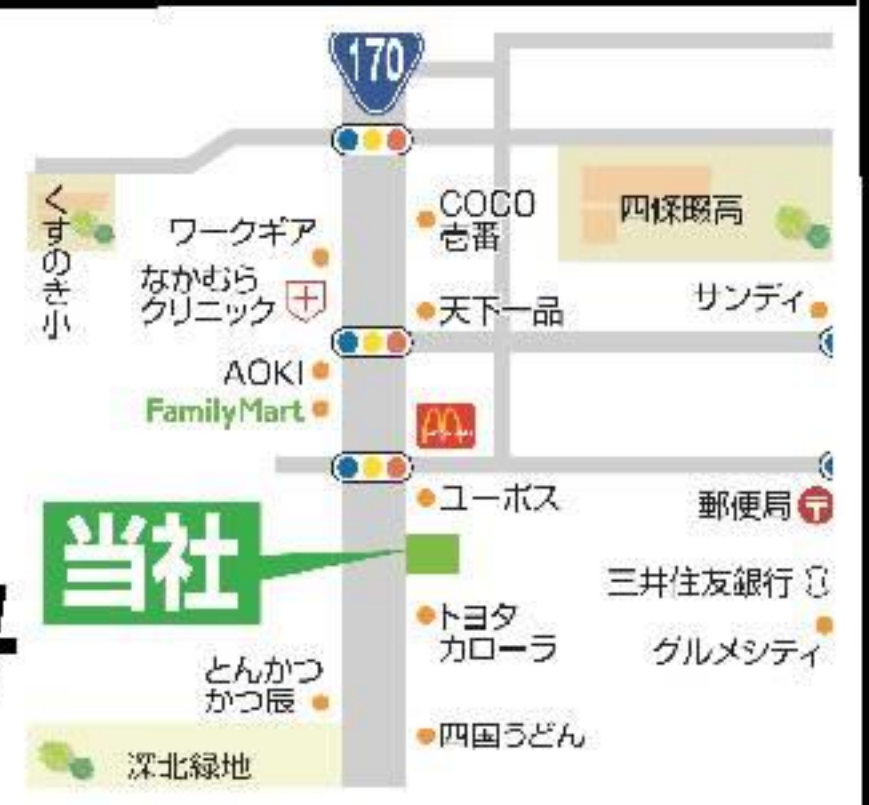 170
くすのき小
ワークギア
なかむら
クリニック
COCO
壱番
四條畷高
天下一品
サンディ
AOKI
FamilyMart
ユーポス
郵便局
当社
三井住友銀行
トヨタ
カローラ
グルメシティ
とんかつ
かつ辰
四国うどん
深北緑地